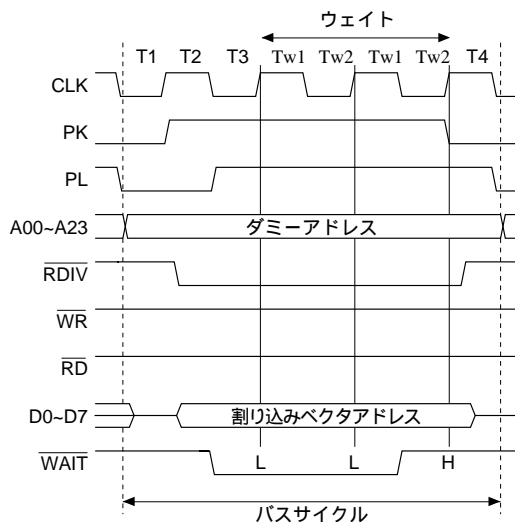 ウェイト
T1 T2 T3 Tw1 Tw2 Tw1 Tw2 T4
CLK
PK
PL
A00~A23 ダミーアドレス
RDIV
WR
RD
D0~D7 割り込みベクタアドレス
WAIT L L H
バスサイクル